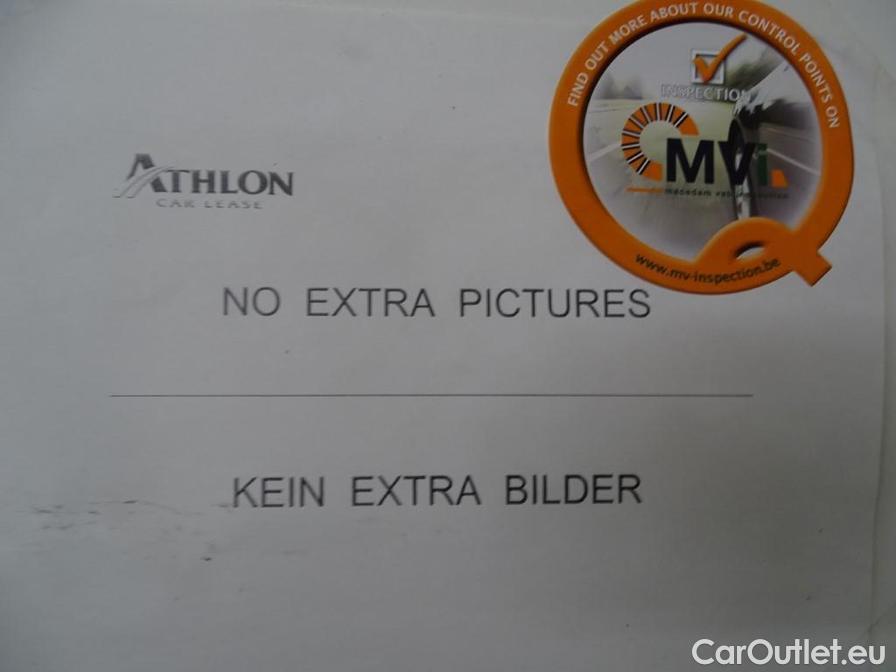 FIND OUT MORE ABOUT OUR CONTROL POINTS ON
INSPECTION
MVi
www.mv-inspection.be
ATHLON
CAR LEASE
NO EXTRA PICTURES
KEIN EXTRA BILDER
CarOutlet.eu